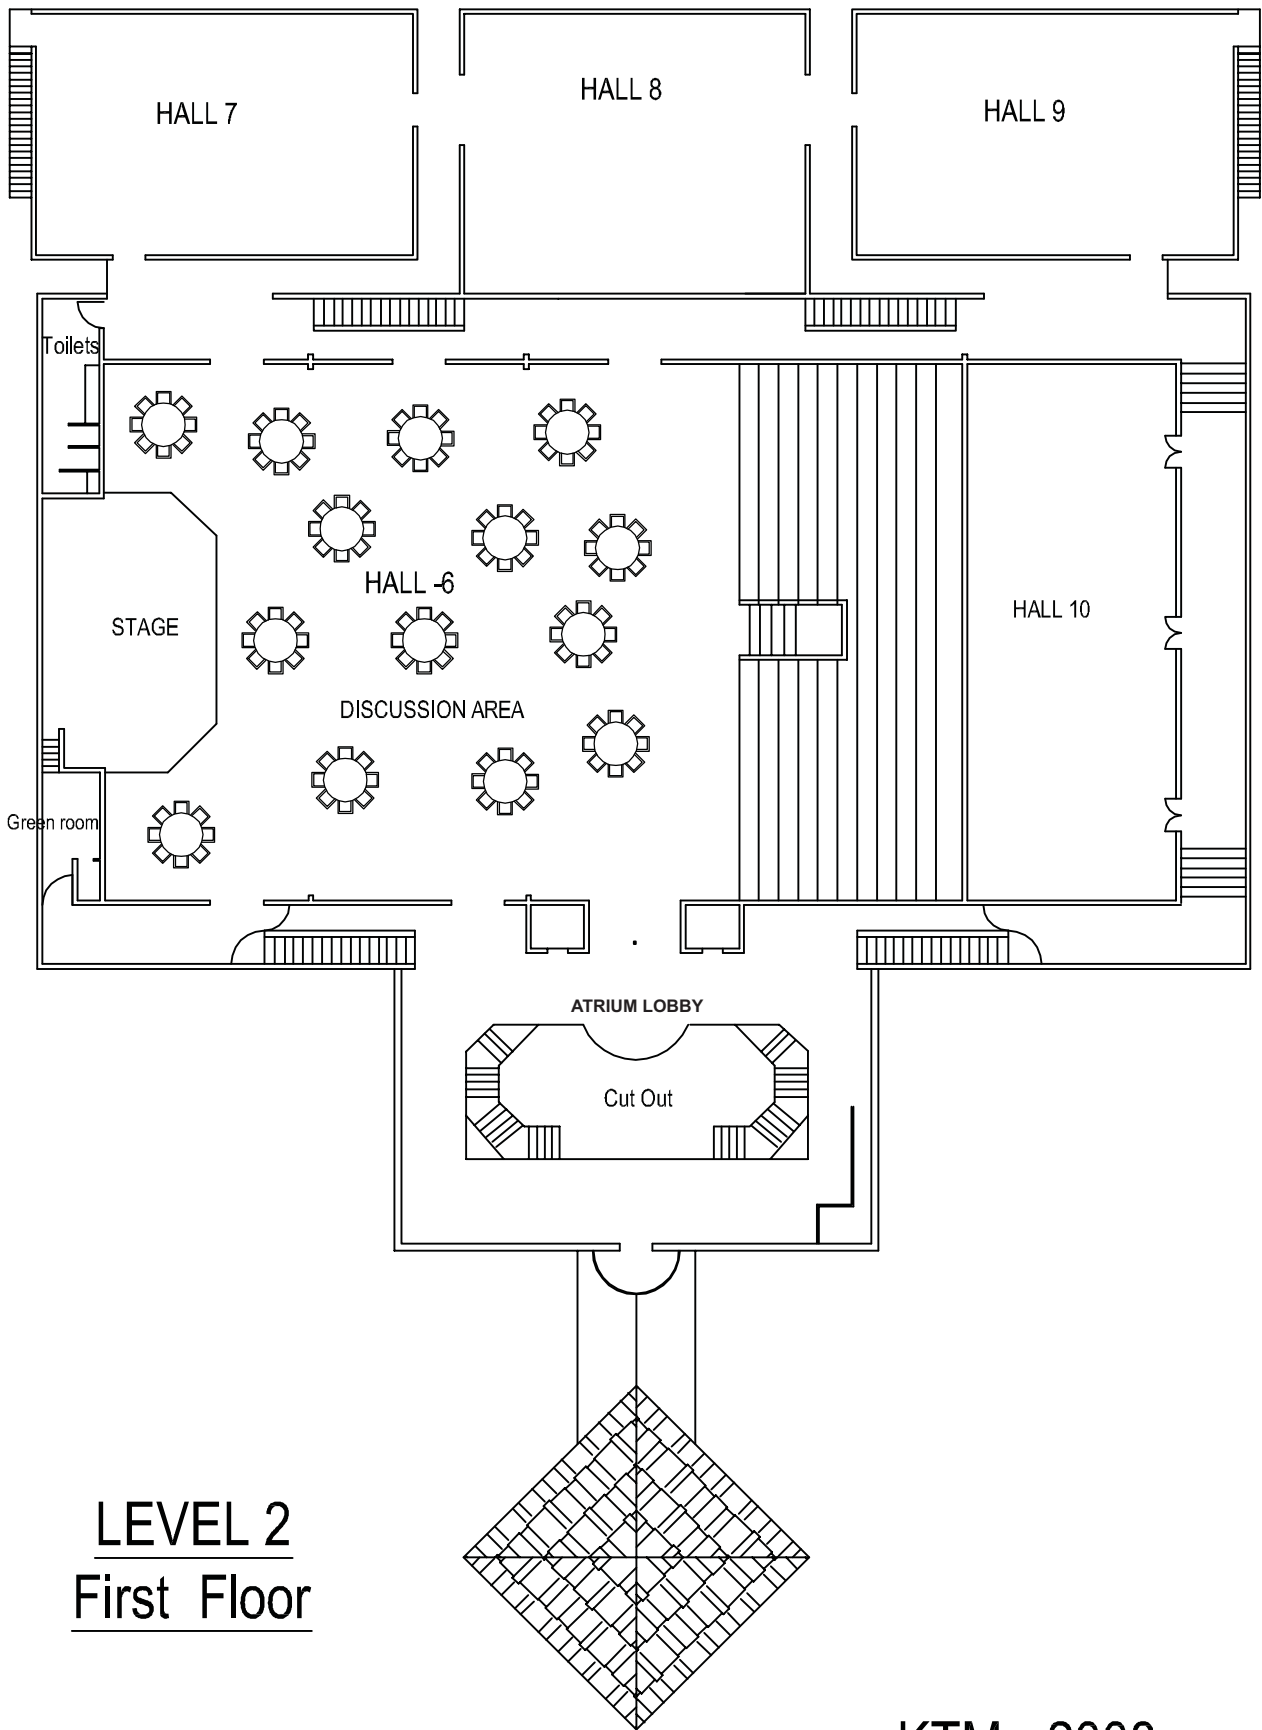 HALL 7
HALL 8
HALL 9
Toilets
HALL -6
STAGE
HALL 10
DISCUSSION AREA
Green room
ATRIUM LOBBY
Cut Out
LEVEL 2
First Floor